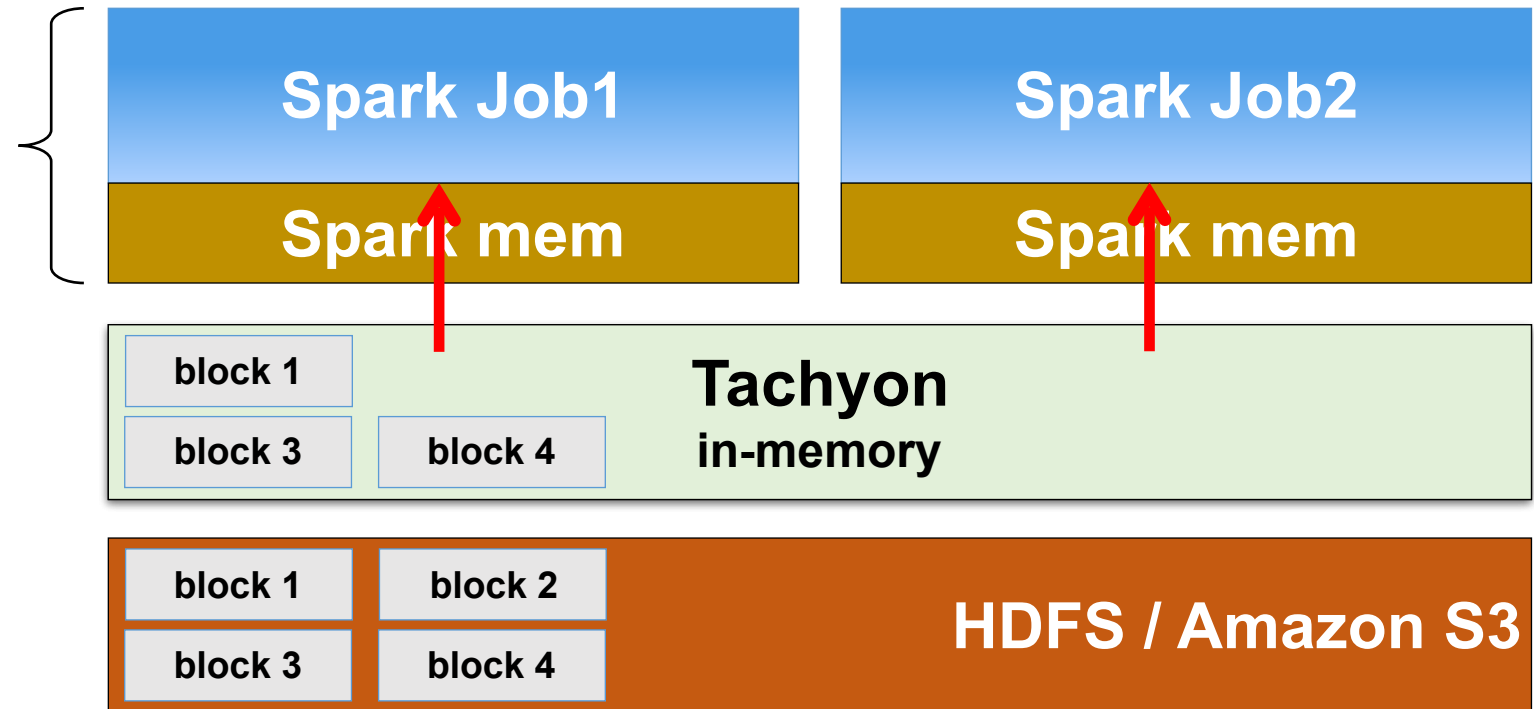 Spark Job1
Spark Job2
Spark mem
Spark mem
block 1
Tachyon
block 3
block 4
in-memory
block 1
block 2
HDFS / Amazon S3
block 3
block 4